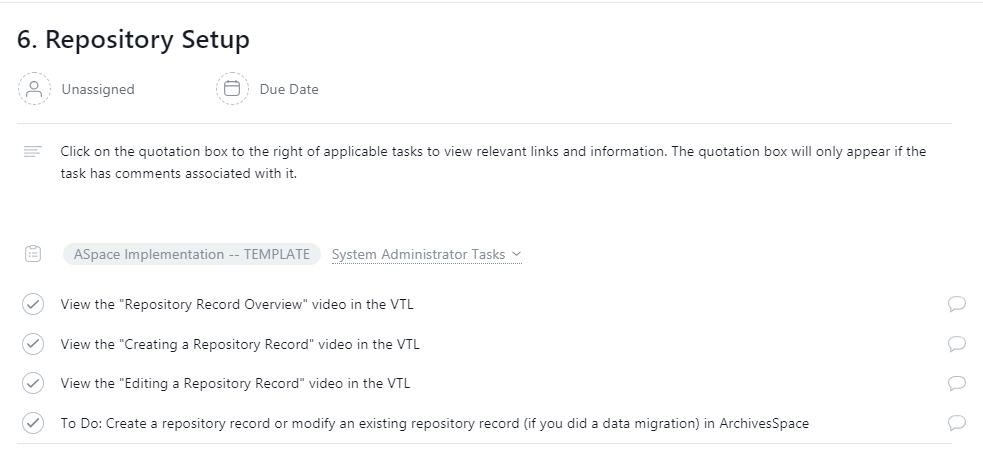 6. Repository Setup
Unassigned
Due Date
Click on the quotation box to the right of applicable tasks to view relevant links and information. The quotation box will only appear if the
task has comments associated with it.
ASpace Implementation -- TEMPLATE
System Administrator Tasks
View the "Repository Record Overview" video in the VTL
View the "Creating a Repository Record" video in the VTL
View the "Editing a Repository Record" video in the VTL
To Do: Create a repository record or modify an existing repository record (if you did a data migration) in ArchivesSpace